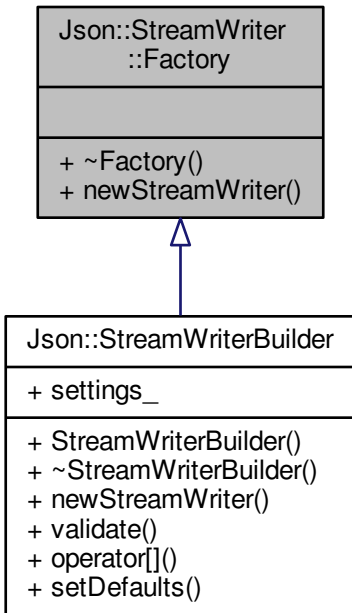 Json::StreamWriter
::Factory
+ ~Factory()
+ newStreamWriter()
Json::StreamWriterBuilder
+ settings_
+ StreamWriterBuilder()
+ ~StreamWriterBuilder()
+ newStreamWriter()
+ validate()
+ operator[]()
+ setDefaults()